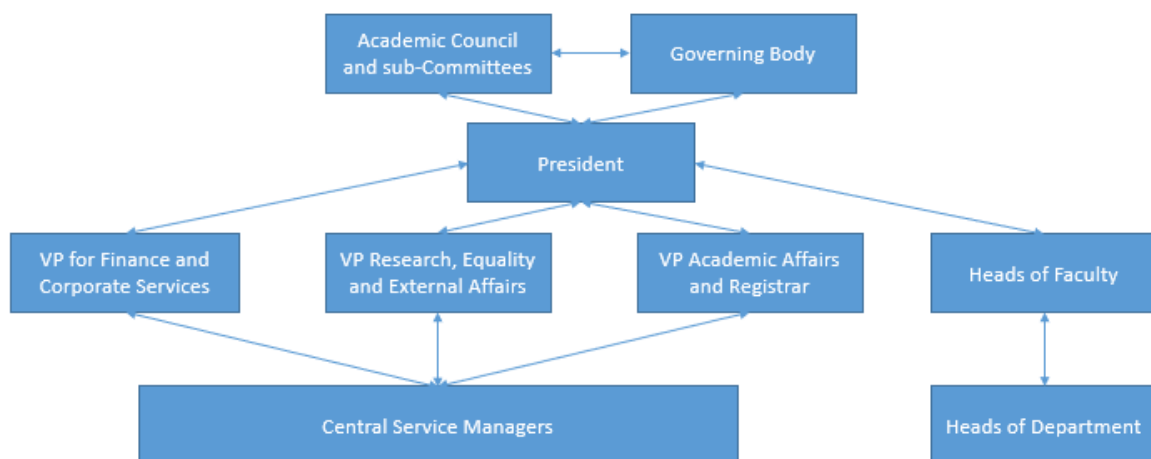 Academic Council
and sub-Committees
Governing Body
President
VP for Finance and
Corporate Services
VP Research, Equality
and External Affairs
VP Academic Affairs
and Registrar
Heads of Faculty
Central Service Managers
Heads of Department